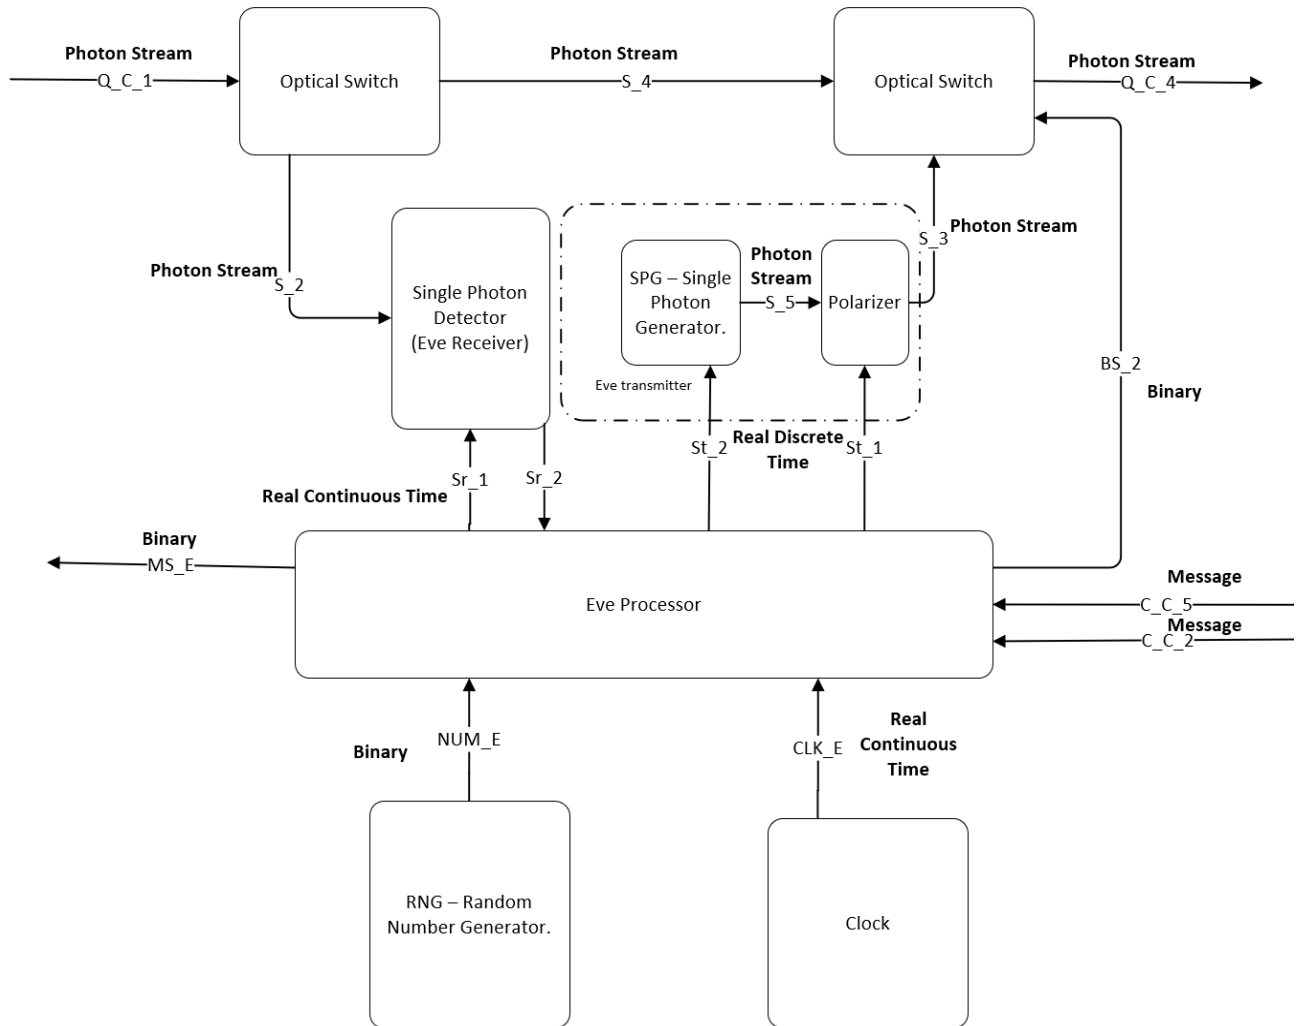 Photon Stream
Q_C_1
Optical Switch
Photon Stream
S_4
Optical Switch
Photon Stream
Q_C_4
Photon Stream
S_2
Single Photon
Detector
(Eve Receiver)
SPG – Single
Photon
Generator.
Photon
Stream
S_5
Polarizer
S_3
Photon Stream
Eve transmitter
BS_2
Binary
Real Continuous Time
Sr_1
Sr_2
St_2
Real Discrete
Time
St_1
Binary
MS_E
Eve Processor
Message
C_C_5
Message
C_C_2
Binary
NUM_E
CLK_E
Real
Continuous
Time
RNG – Random
Number Generator.
Clock